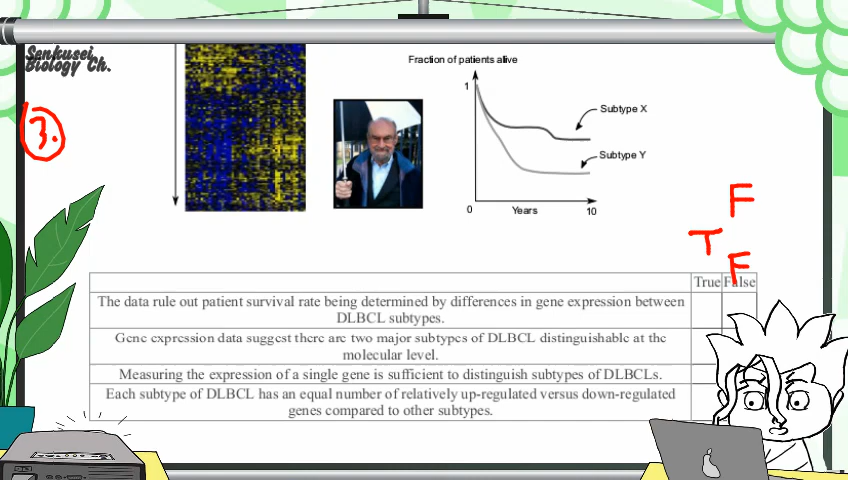 Senkusei
Biology Ch.
3.
Fraction of patients alive
1
Subtype X
Subtype Y
0
Years
10
F
T
F
True False
The data rule out patient survival rate being determined by differences in gene expression between
DLBCL subtypes.
Gene expression data suggest there are two major subtypes of DLBCL distinguishable at the
molecular level.
Measuring the expression of a single gene is sufficient to distinguish subtypes of DLBCLs.
Each subtype of DLBCL has an equal number of relatively up-regulated versus down-regulated
genes compared to other subtypes.